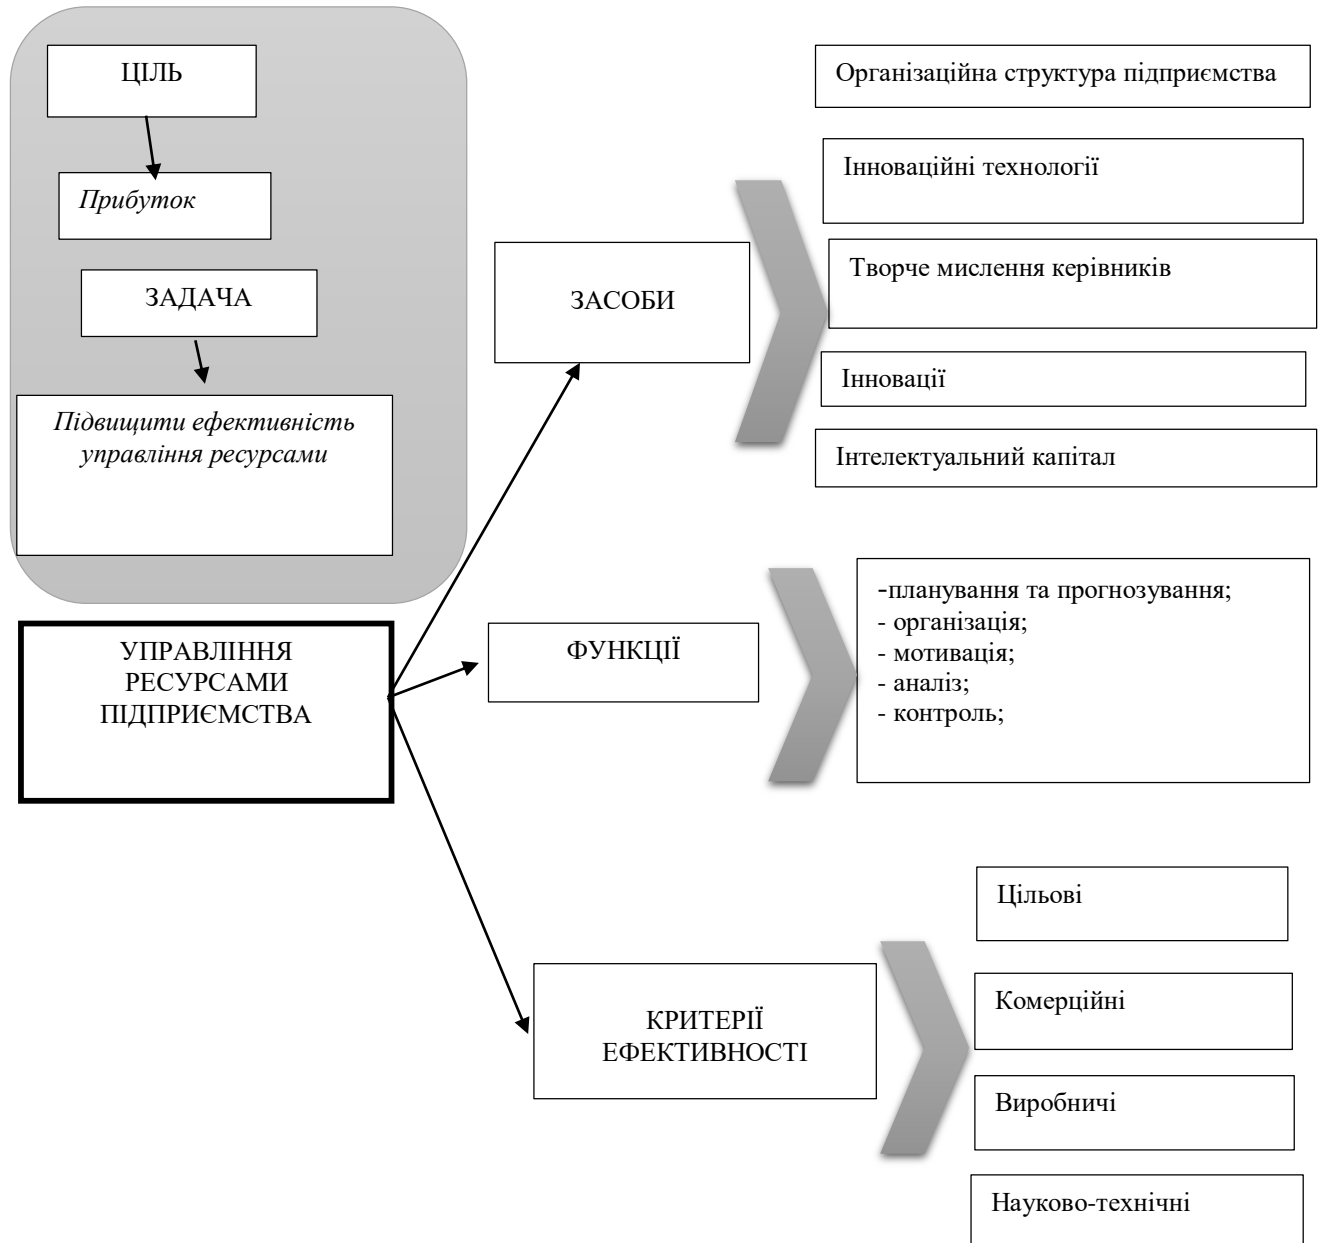 ЦІЛЬ
Прибуток
ЗАДАЧА
Підвищити ефективність
управління ресурсами
УПРАВЛІННЯ
РЕСУРСАМИ
ПІДПРИЄМСТВА
ЗАСОБИ
Організаційна структура підприємства
Інноваційні технології
Творче мислення керівників
Інновації
Інтелектуальний капітал
ФУНКЦІЇ
-планування та прогнозування;
- організація;
- мотивація;
- аналіз;
- контроль;
КРИТЕРІЇ
ЕФЕКТИВНОСТІ
Цільові
Комерційні
Виробничі
Науково-технічні